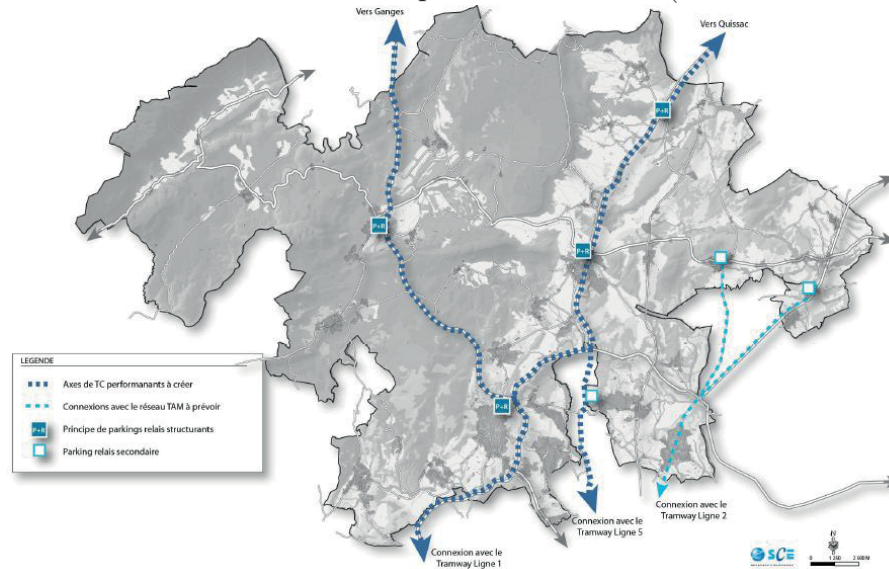 Vers Ganges
Vers Quissac
P+R
P+R
P+R
P+R
LEGENDE
Axes de TC performanants à créer
Connexions avec le réseau TAM à prévoir
P+R
Principe de parkings relais structurants
Parking relais secondaire
Connexion avec le
Tramway Ligne 2
Connexion avec le
Tramway Ligne 5
Connexion avec le
Tramway Ligne 1
SCE
N
0